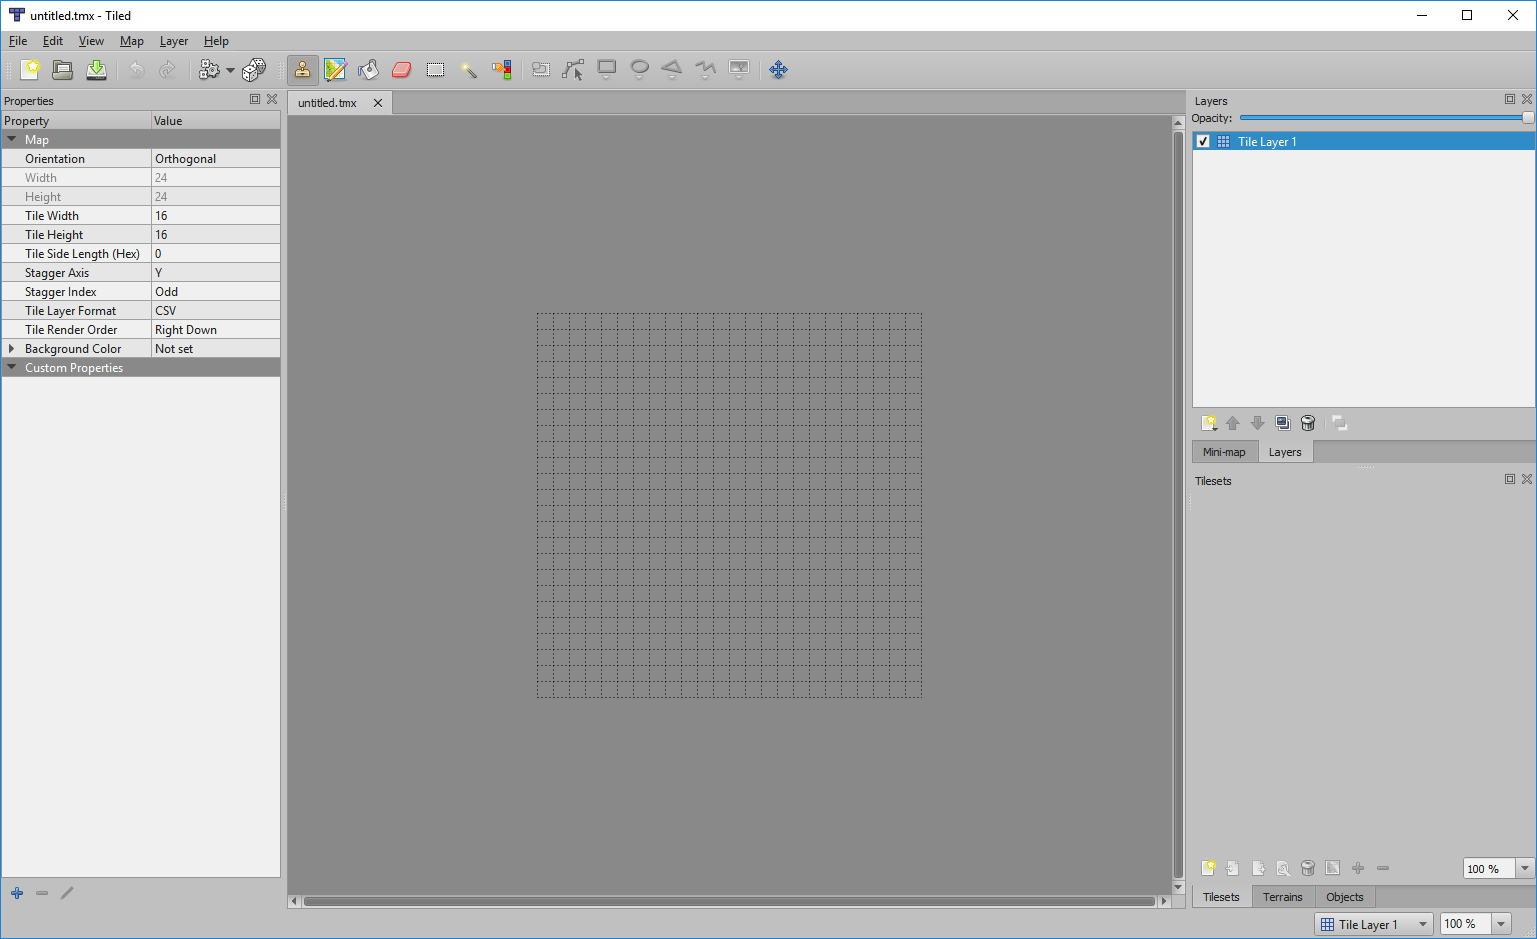 untitled.tmx - Tiled
File Edit View Map Layer Help
Properties
Property Value
Map
Orientation Orthogonal
Width 24
Height 24
Tile Width 16
Tile Height 16
Tile Side Length (Hex) 0
Stagger Axis Y
Stagger Index Odd
Tile Layer Format CSV
Tile Render Order Right Down
Background Color Not set
Custom Properties
untitled.tmx
Layers
Opacity:
Tile Layer 1
Mini-map Layers
Tilesets
100 %
Tilesets Terrains Objects
Tile Layer 1 100 %